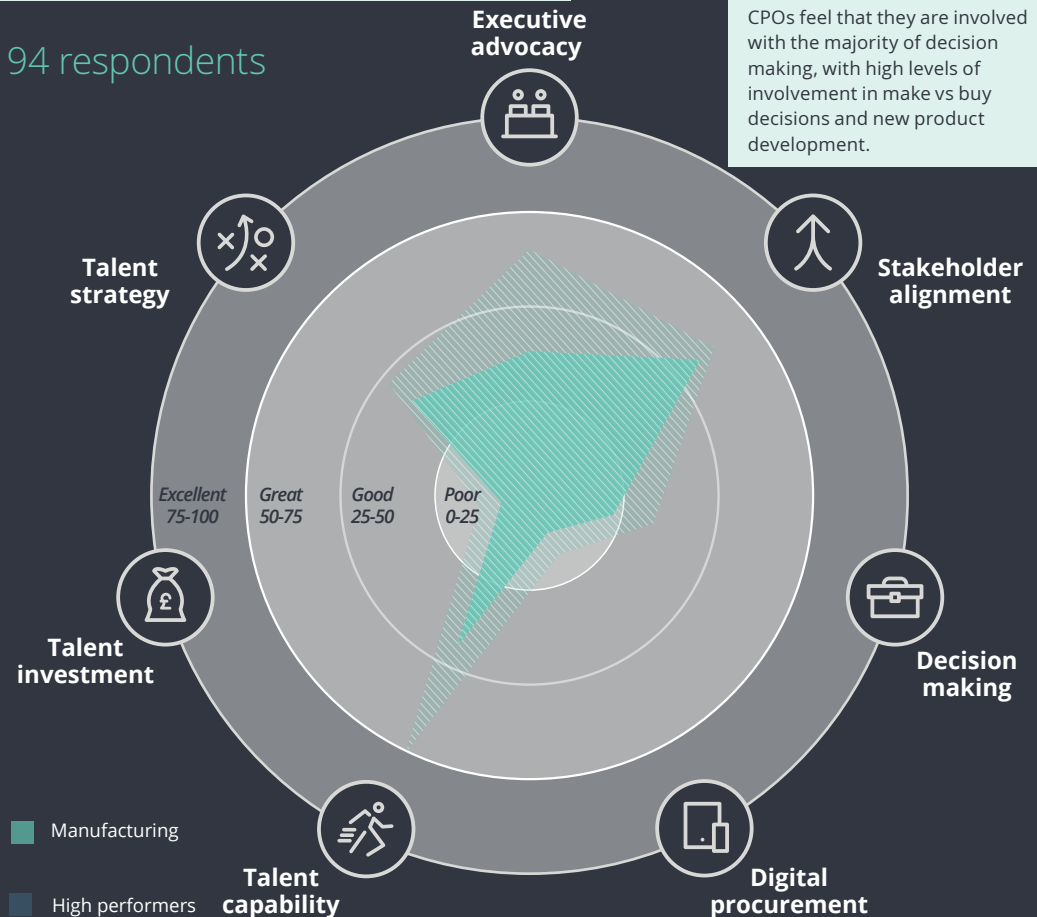 94 respondents
Executive
advocacy
CPOs feel that they are involved
with the majority of decision
making, with high levels of
involvement in make vs buy
decisions and new product
development.
Talent
strategy
Stakeholder
alignment
Excellent
75-100
Great
50-75
Good
25-50
Poor
0-25
£
Talent
investment
Decision
making
Manufacturing
High performers
Talent
capability
Digital
procurement